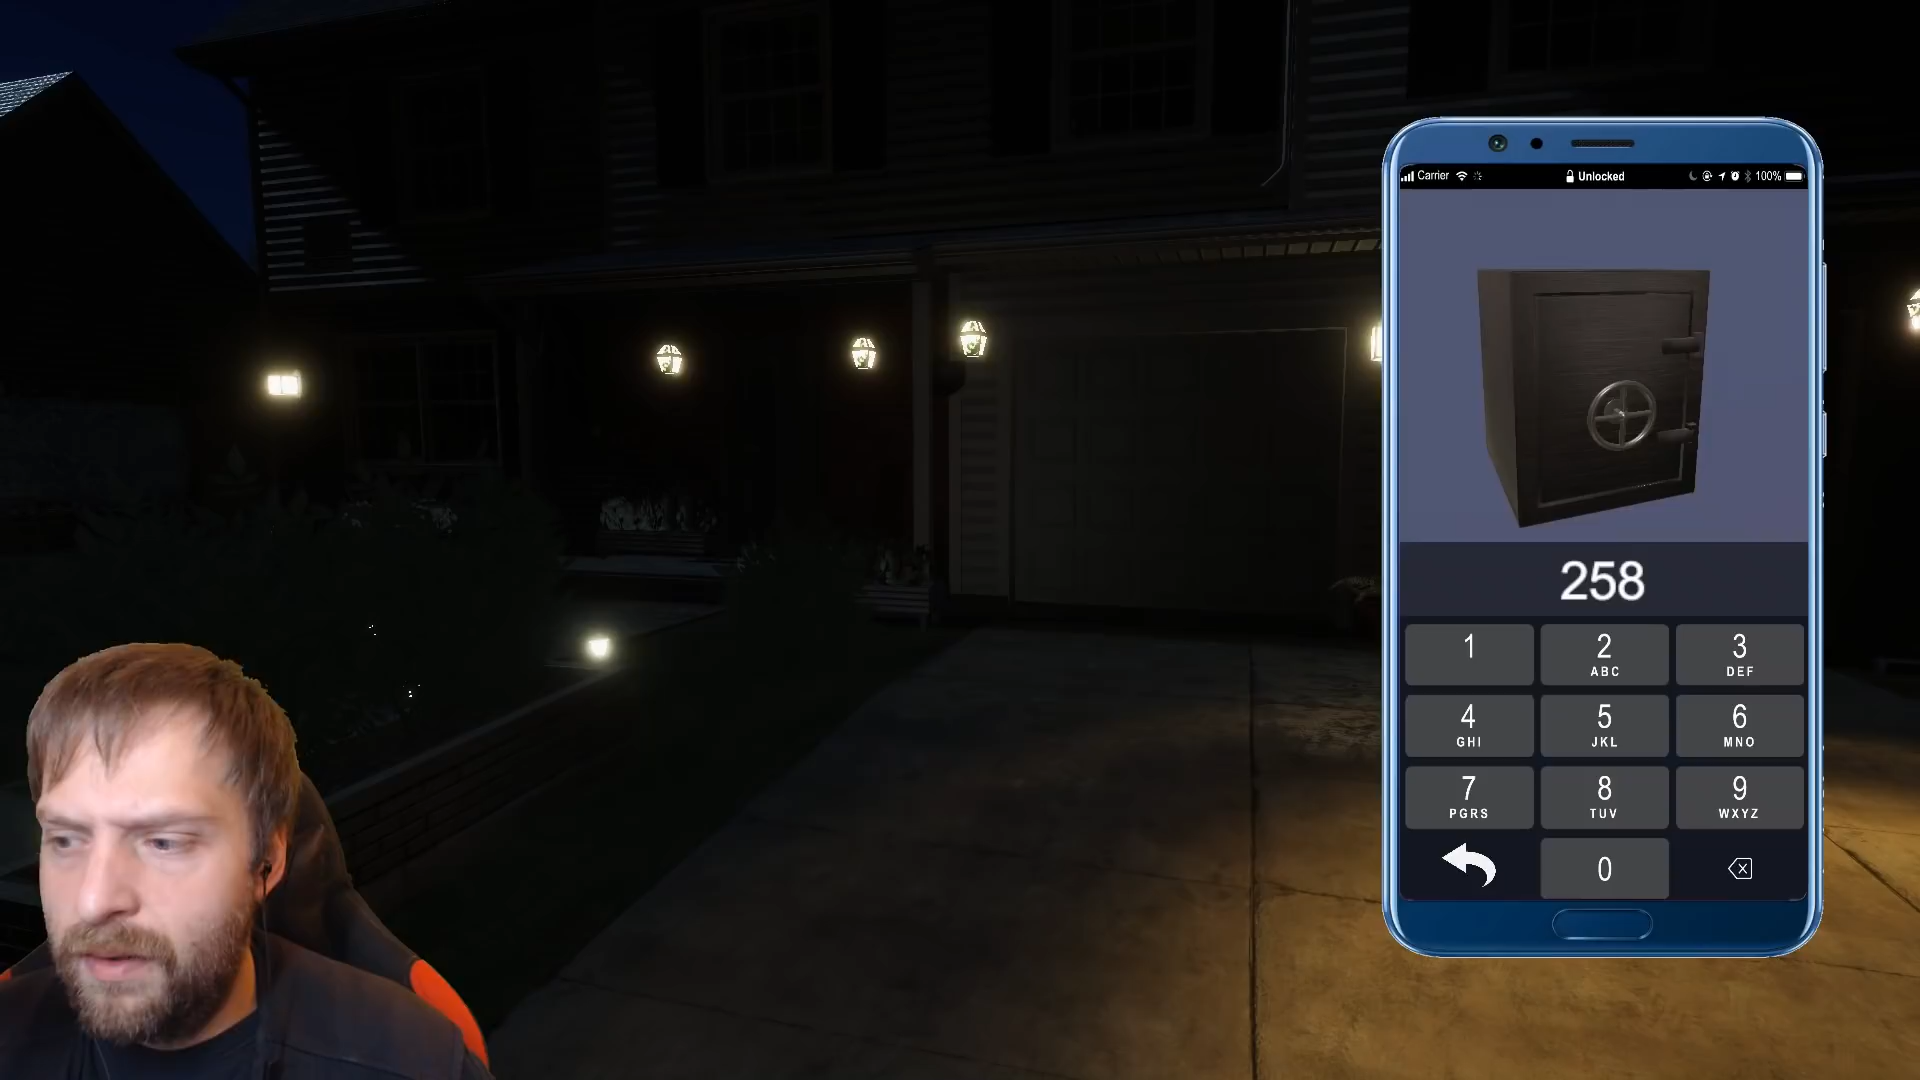 Carrier
Unlocked
100%
258
1
2
ABC
3
DEF
4
GHI
5
JKL
6
MNO
7
PGRS
8
TUV
9
WXYZ
0